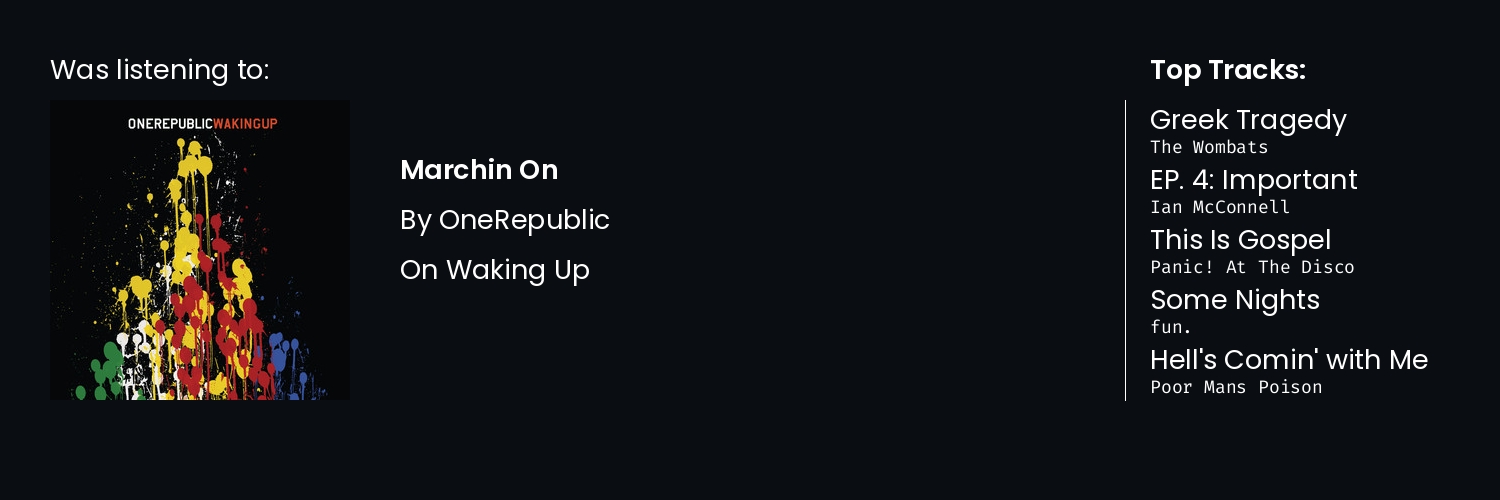 Was listening to:
ONEREPUBLICWAKINGUP
Marchin On
By OneRepublic
On Waking Up
Top Tracks:
Greek Tragedy
The Wombats
EP. 4: Important
Ian McConnell
This Is Gospel
Panic! At The Disco
Some Nights
fun.
Hell's Comin' with Me
Poor Mans Poison